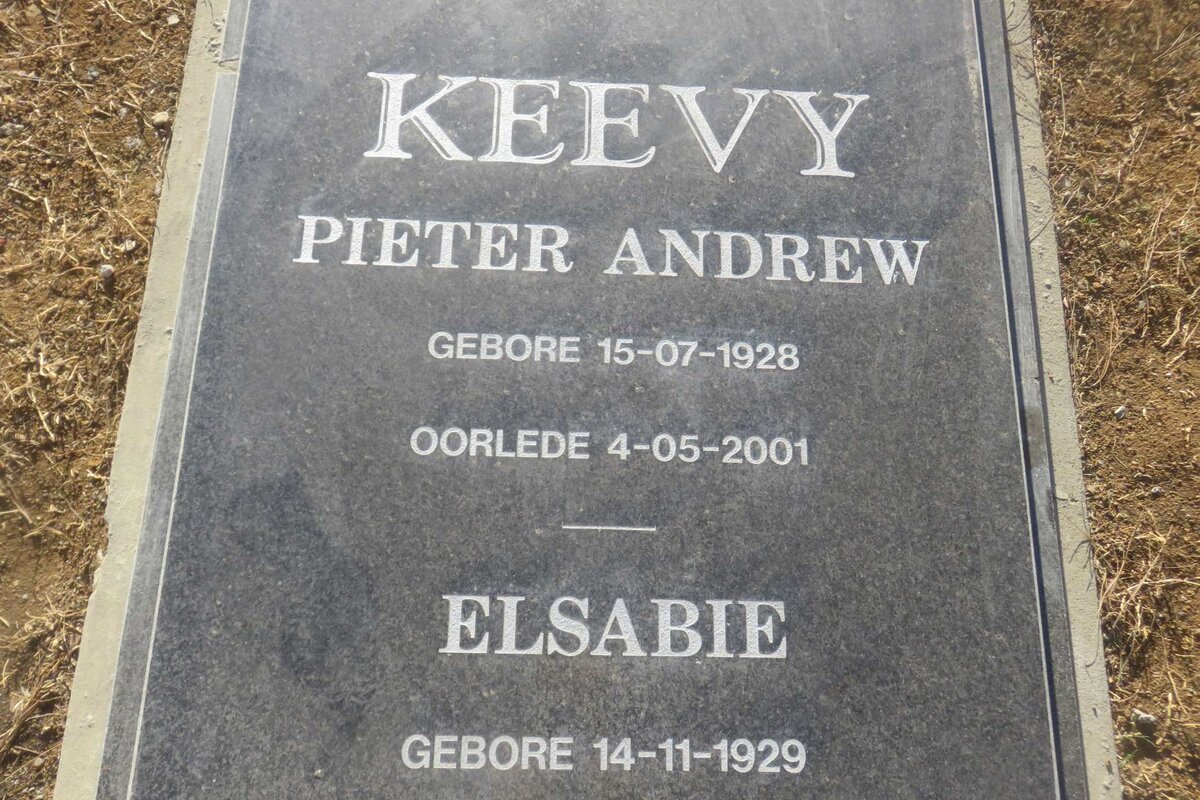 KEEVY
PIETER ANDREW
GEBORE 15-07-1928
OORLEDE 4-05-2001
ELSABIE
GEBORE 14-11-1929